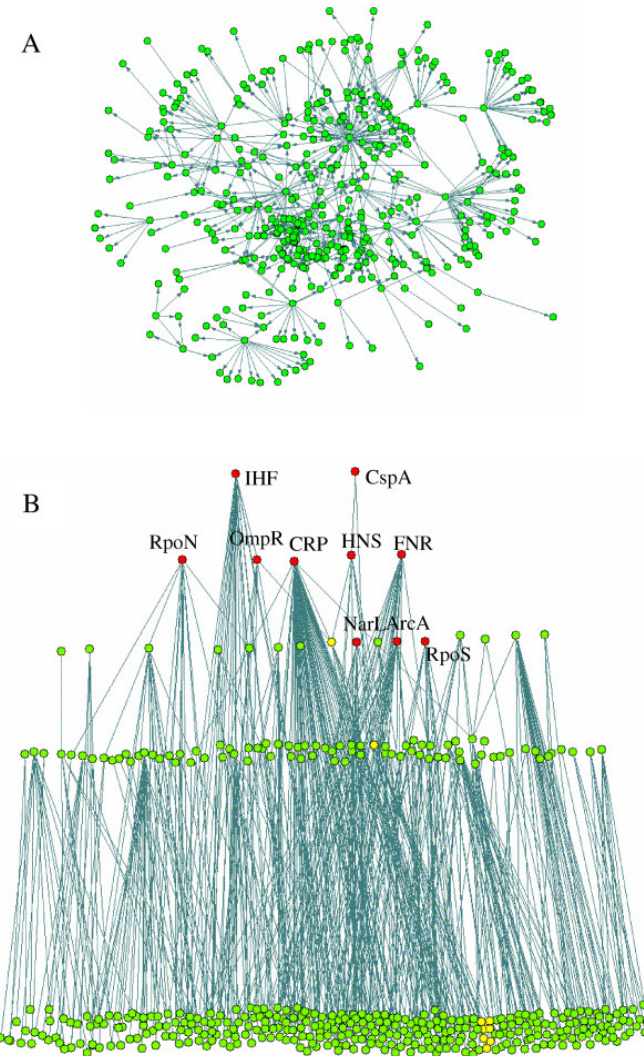 A
B
IHF
CspA
RpoN
OmpR
CRP
HNS
FNR
NarL
ArcA
RpoS